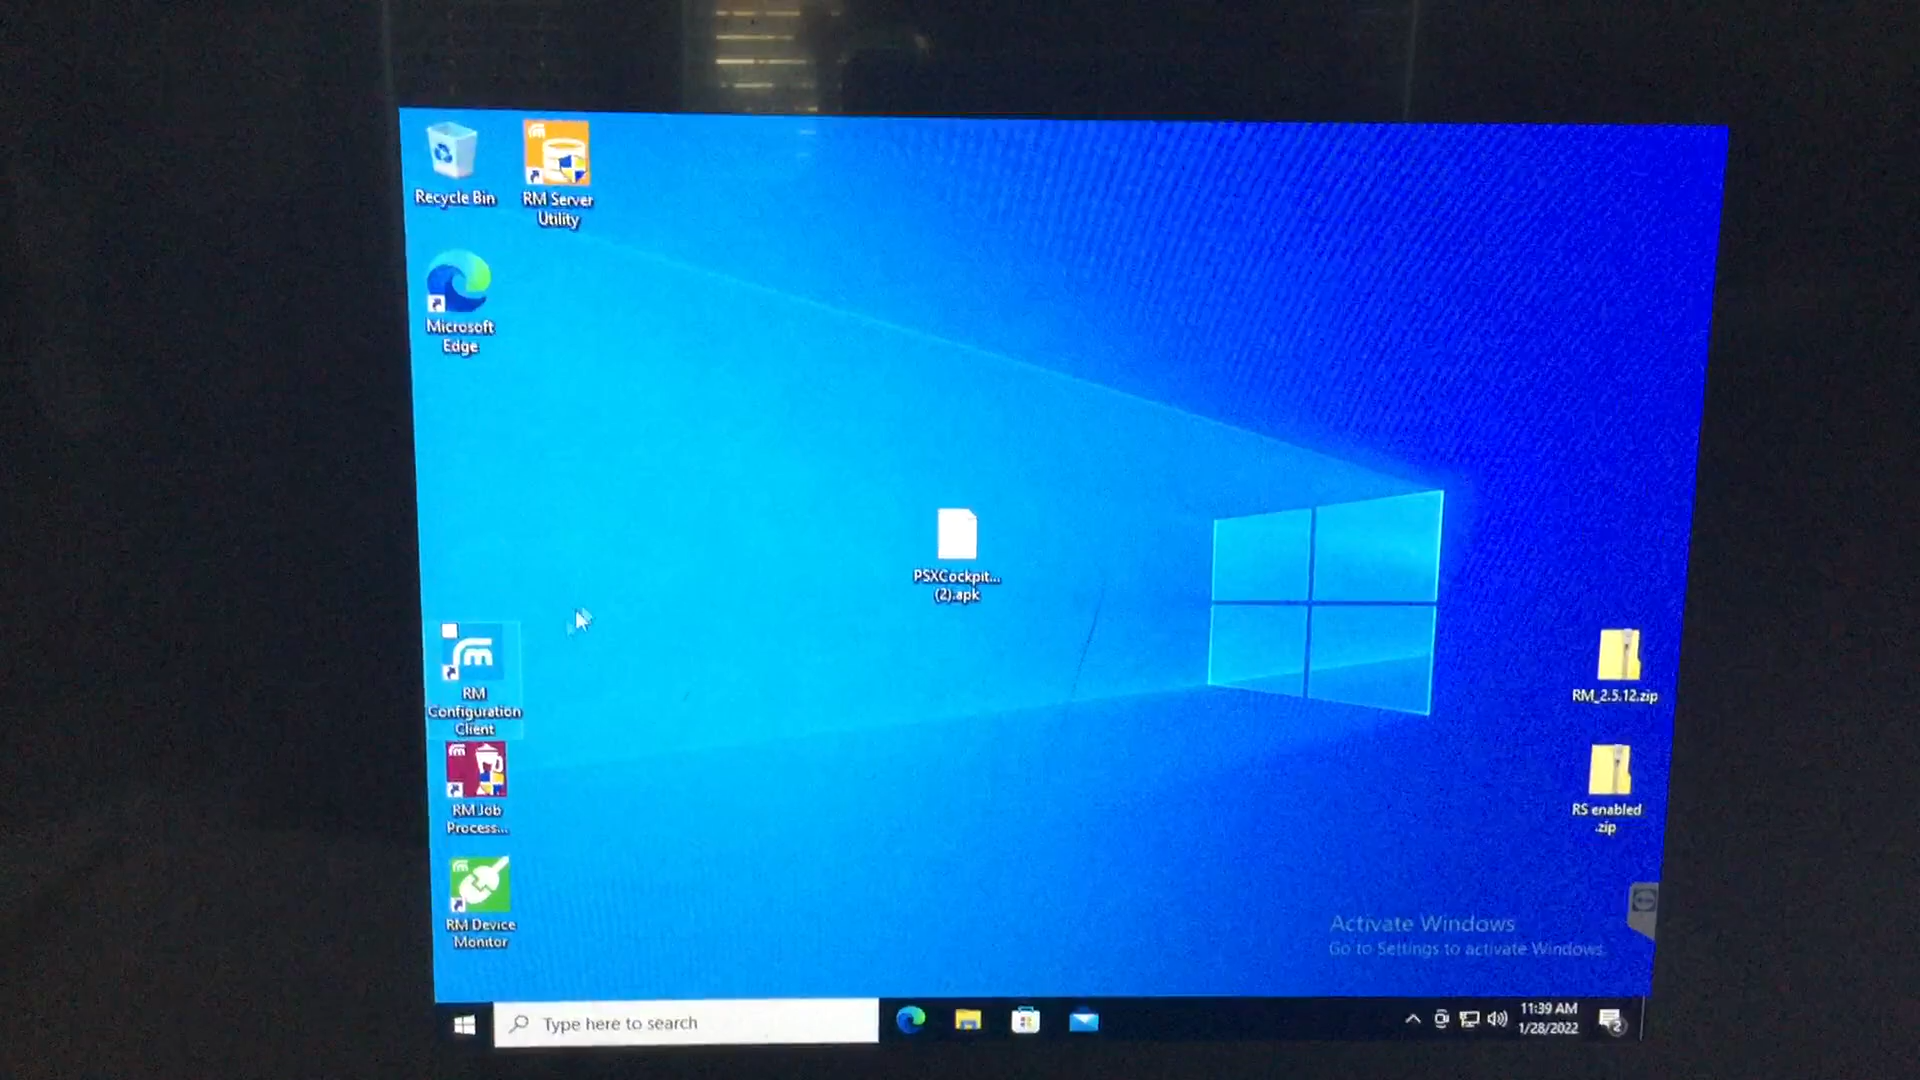 Recycle Bin
RM Server
Utility
Microsoft
Edge
PSXCockpit...
(2).apk
RM
Configuration
Client
RM Job
Process...
RM Device
Monitor
RM_2.5.12.zip
RS enabled
.zip
Activate Windows
Go to Settings to activate Windows.
Type here to search
11:39 AM
1/28/2022
2